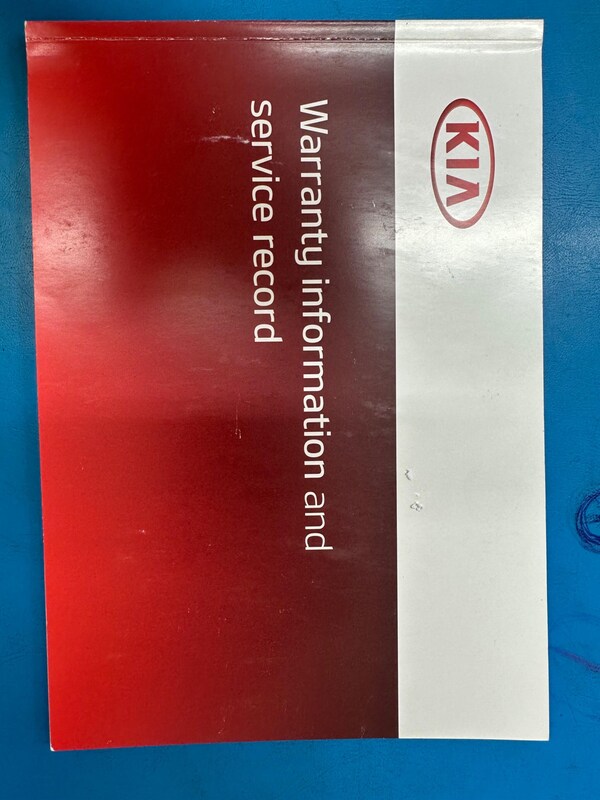 KIA
Warranty information and
service record